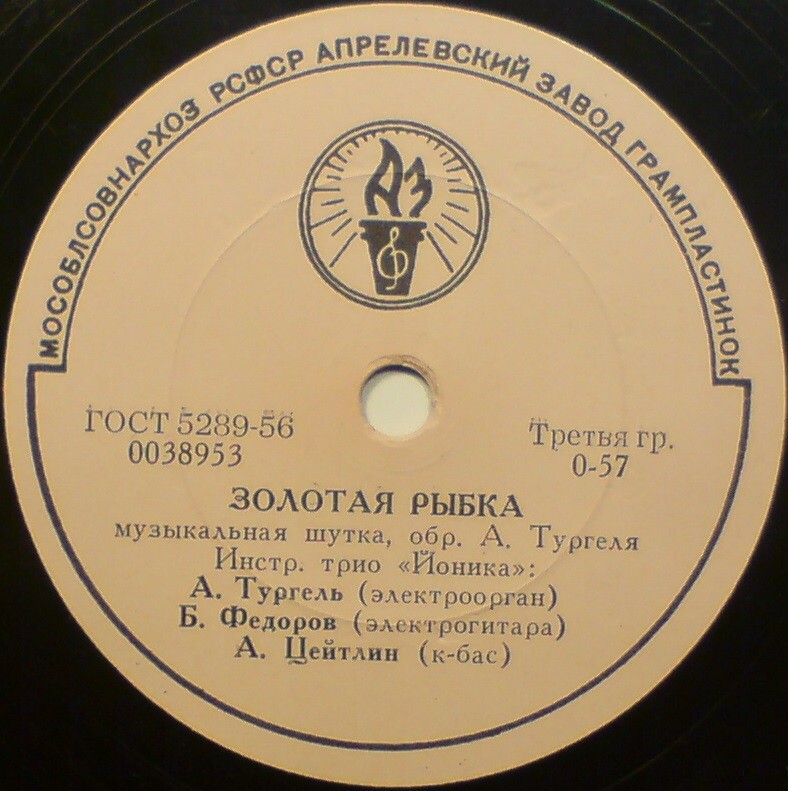 МОСОБЛСОВНАРХОЗ РСФСР АПРЕЛЕВСКИЙ ЗАВОД ГРАМПЛАСТИНОК
АЗ
ГОСТ 5289-56
0038953
Третья гр.
0-57
ЗОЛОТАЯ РЫБКА
музыкальная шутка, обр. А. Тургеля
Инстр. трио «Йоника»:
А. Тургель (электроорган)
Б. Федоров (электрогитара)
А. Цейтлин (к-бас)